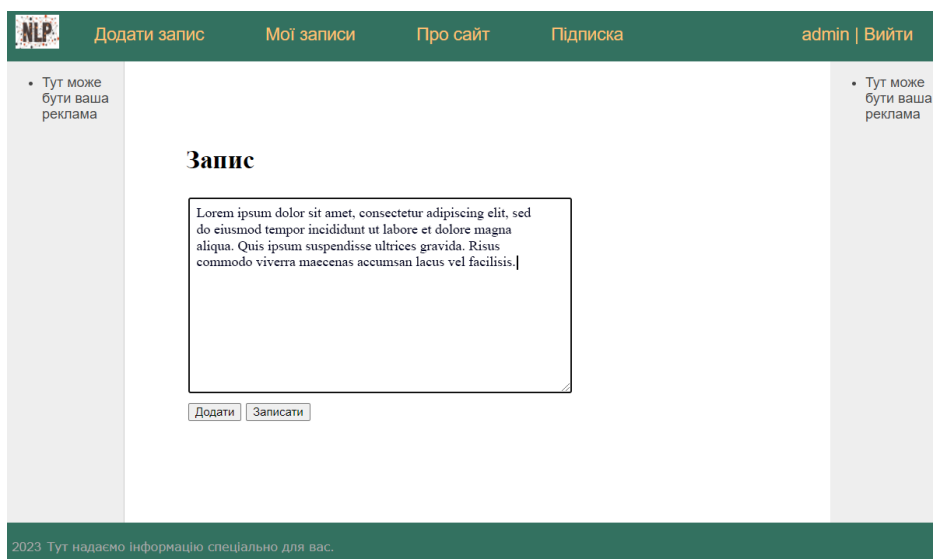 NLP
Додати запис Мої записи Про сайт Підписка admin | Вийти
Тут може
бути ваша
реклама
Запис
Lorem ipsum dolor sit amet, consectetur adipiscing elit, sed
do eiusmod tempor incididunt ut labore et dolore magna
aliqua. Quis ipsum suspendisse ultrices gravida. Risus
commodo viverra maecenas accumsan lacus vel facilisis.
Додати Записати
Тут може
бути ваша
реклама
2023 Тут надаємо інформацію спеціально для вас.